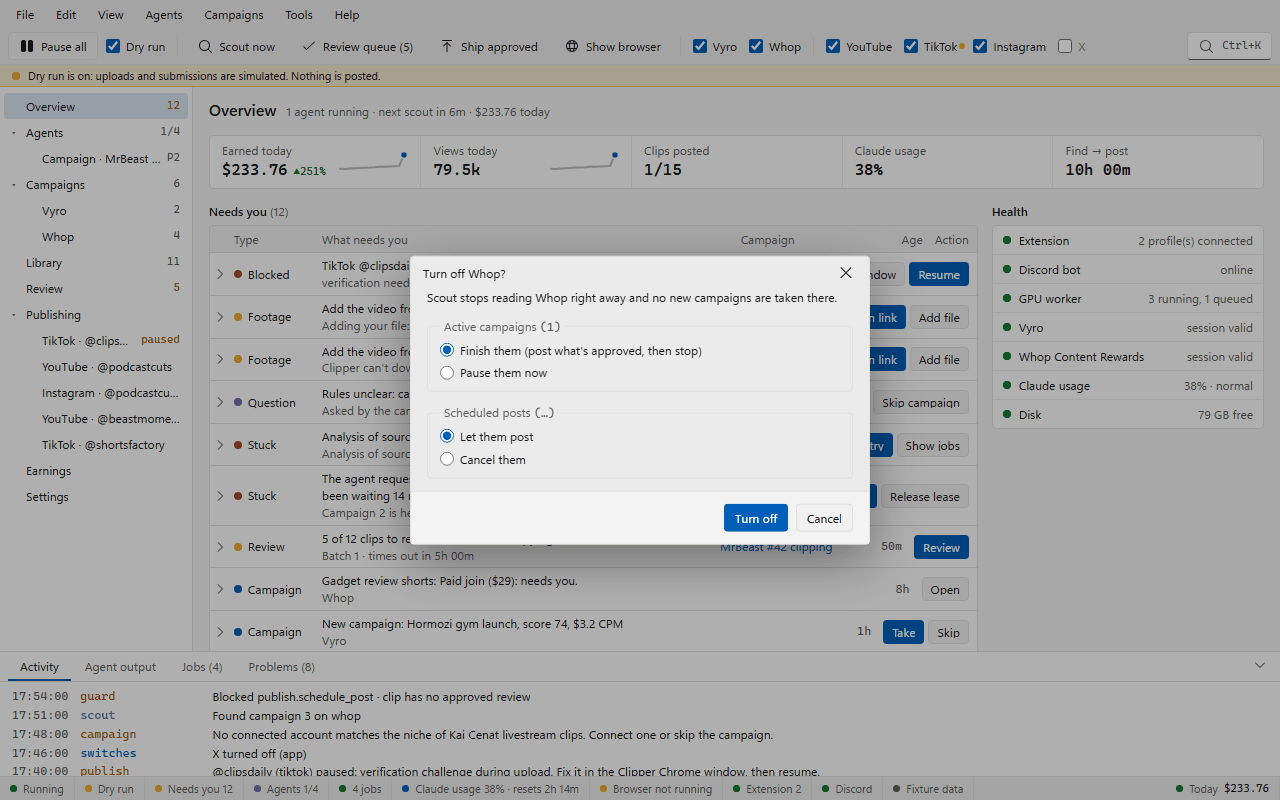 File Edit View Agents Campaigns Tools Help
Pause all Dry run Scout now Review queue (5) Ship approved Show browser Vyro Whop YouTube TikTok Instagram X Ctrl+K
Dry run is on: uploads and submissions are simulated. Nothing is posted.
Overview 12
Agents 1/4
Campaign · MrBeast ... P2
Campaigns 6
Vyro 2
Whop 4
Library 11
Review 5
Publishing
TikTok · @clips... paused
YouTube · @podcastcuts
Instagram · @podcastcu...
YouTube · @beastmome...
TikTok · @shortsfactory
Earnings
Settings
Overview 1 agent running · next scout in 6m · $233.76 today
Earned today
$233.76 ▲251%
Views today
79.5k
Clips posted
1/15
Claude usage
38%
Find → post
10h 00m
Needs you (12)
Type What needs you Campaign Age Action
Blocked TikTok @clipsdai ndow Resume
verification need
Footage Add the video fr n link Add file
Adding your file:
Footage Add the video fr n link Add file
Clipper can't dow
Question Rules unclear: ca Skip campaign
Asked by the car
Stuck Analysis of sourc try Show jobs
Analysis of sourc
Stuck The agent reque
been waiting 14 Release lease
Campaign 2 is he
Review 5 of 12 clips to re MrBeast #42 clipping 50m Review
Batch 1 · times out in 5h 00m
Campaign Gadget review shorts: Paid join ($29): needs you. 8h Open
Whop
Campaign New campaign: Hormozi gym launch, score 74, $3.2 CPM 1h Take Skip
Vyro
Turn off Whop?
Scout stops reading Whop right away and no new campaigns are taken there.
Active campaigns (1)
Finish them (post what's approved, then stop)
Pause them now
Scheduled posts (…)
Let them post
Cancel them
Turn off Cancel
Health
Extension 2 profile(s) connected
Discord bot online
GPU worker 3 running, 1 queued
Vyro session valid
Whop Content Rewards session valid
Claude usage 38% · normal
Disk 79 GB free
Activity Agent output Jobs (4) Problems (8)
17:54:00 guard Blocked publish.schedule_post · clip has no approved review
17:51:00 scout Found campaign 3 on whop
17:48:00 campaign No connected account matches the niche of Kai Cenat livestream clips. Connect one or skip the campaign.
17:46:00 switches X turned off (app)
17:40:00 publish @clipsdaily (tiktok) paused: verification challenge during upload. Fix it in the Clipper Chrome window, then resume.
Running Dry run Needs you 12 Agents 1/4 4 jobs Claude usage 38% · resets 2h 14m Browser not running Extension 2 Discord Fixture data Today $233.76